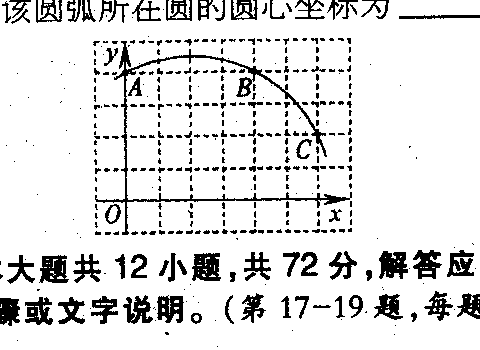 该圆弧所在圆的圆心坐标为
y
A
B
C
O
x
大题共 12 小题,共 72 分,解答应
骤或文字说明。(第 17-19 题,每题